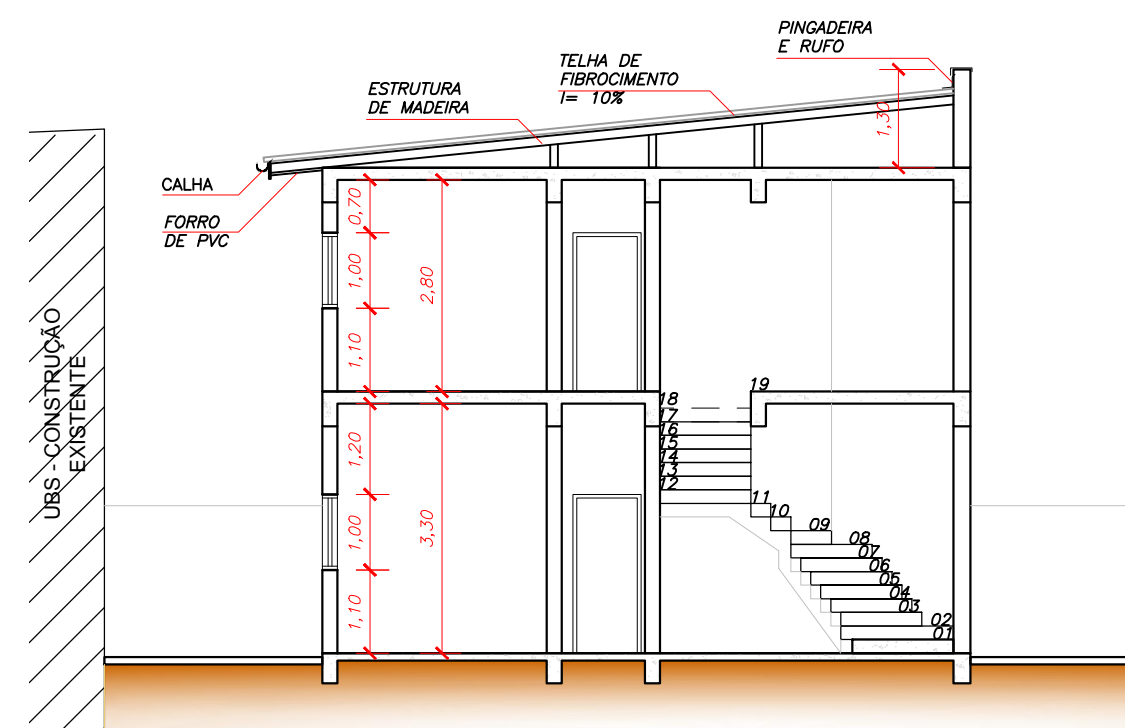 PINGADEIRA
E RUFO
TELHA DE
FIBROCIMENTO
I= 10%
ESTRUTURA
DE MADEIRA
1,30
CALHA
FORRO
DE PVC
0,70
1,00
2,80
1,10
UBS - CONSTRUÇÃO
EXISTENTE
19
18
17
16
15
14
13
12
11
10
09
08
07
06
05
04
03
02
01
1,20
1,00
3,30
1,10